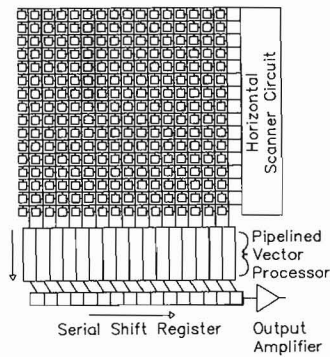 Horizontal
Scanner Circuit
Pipelined
Vector
Processor
Serial Shift Register
Output
Amplifier